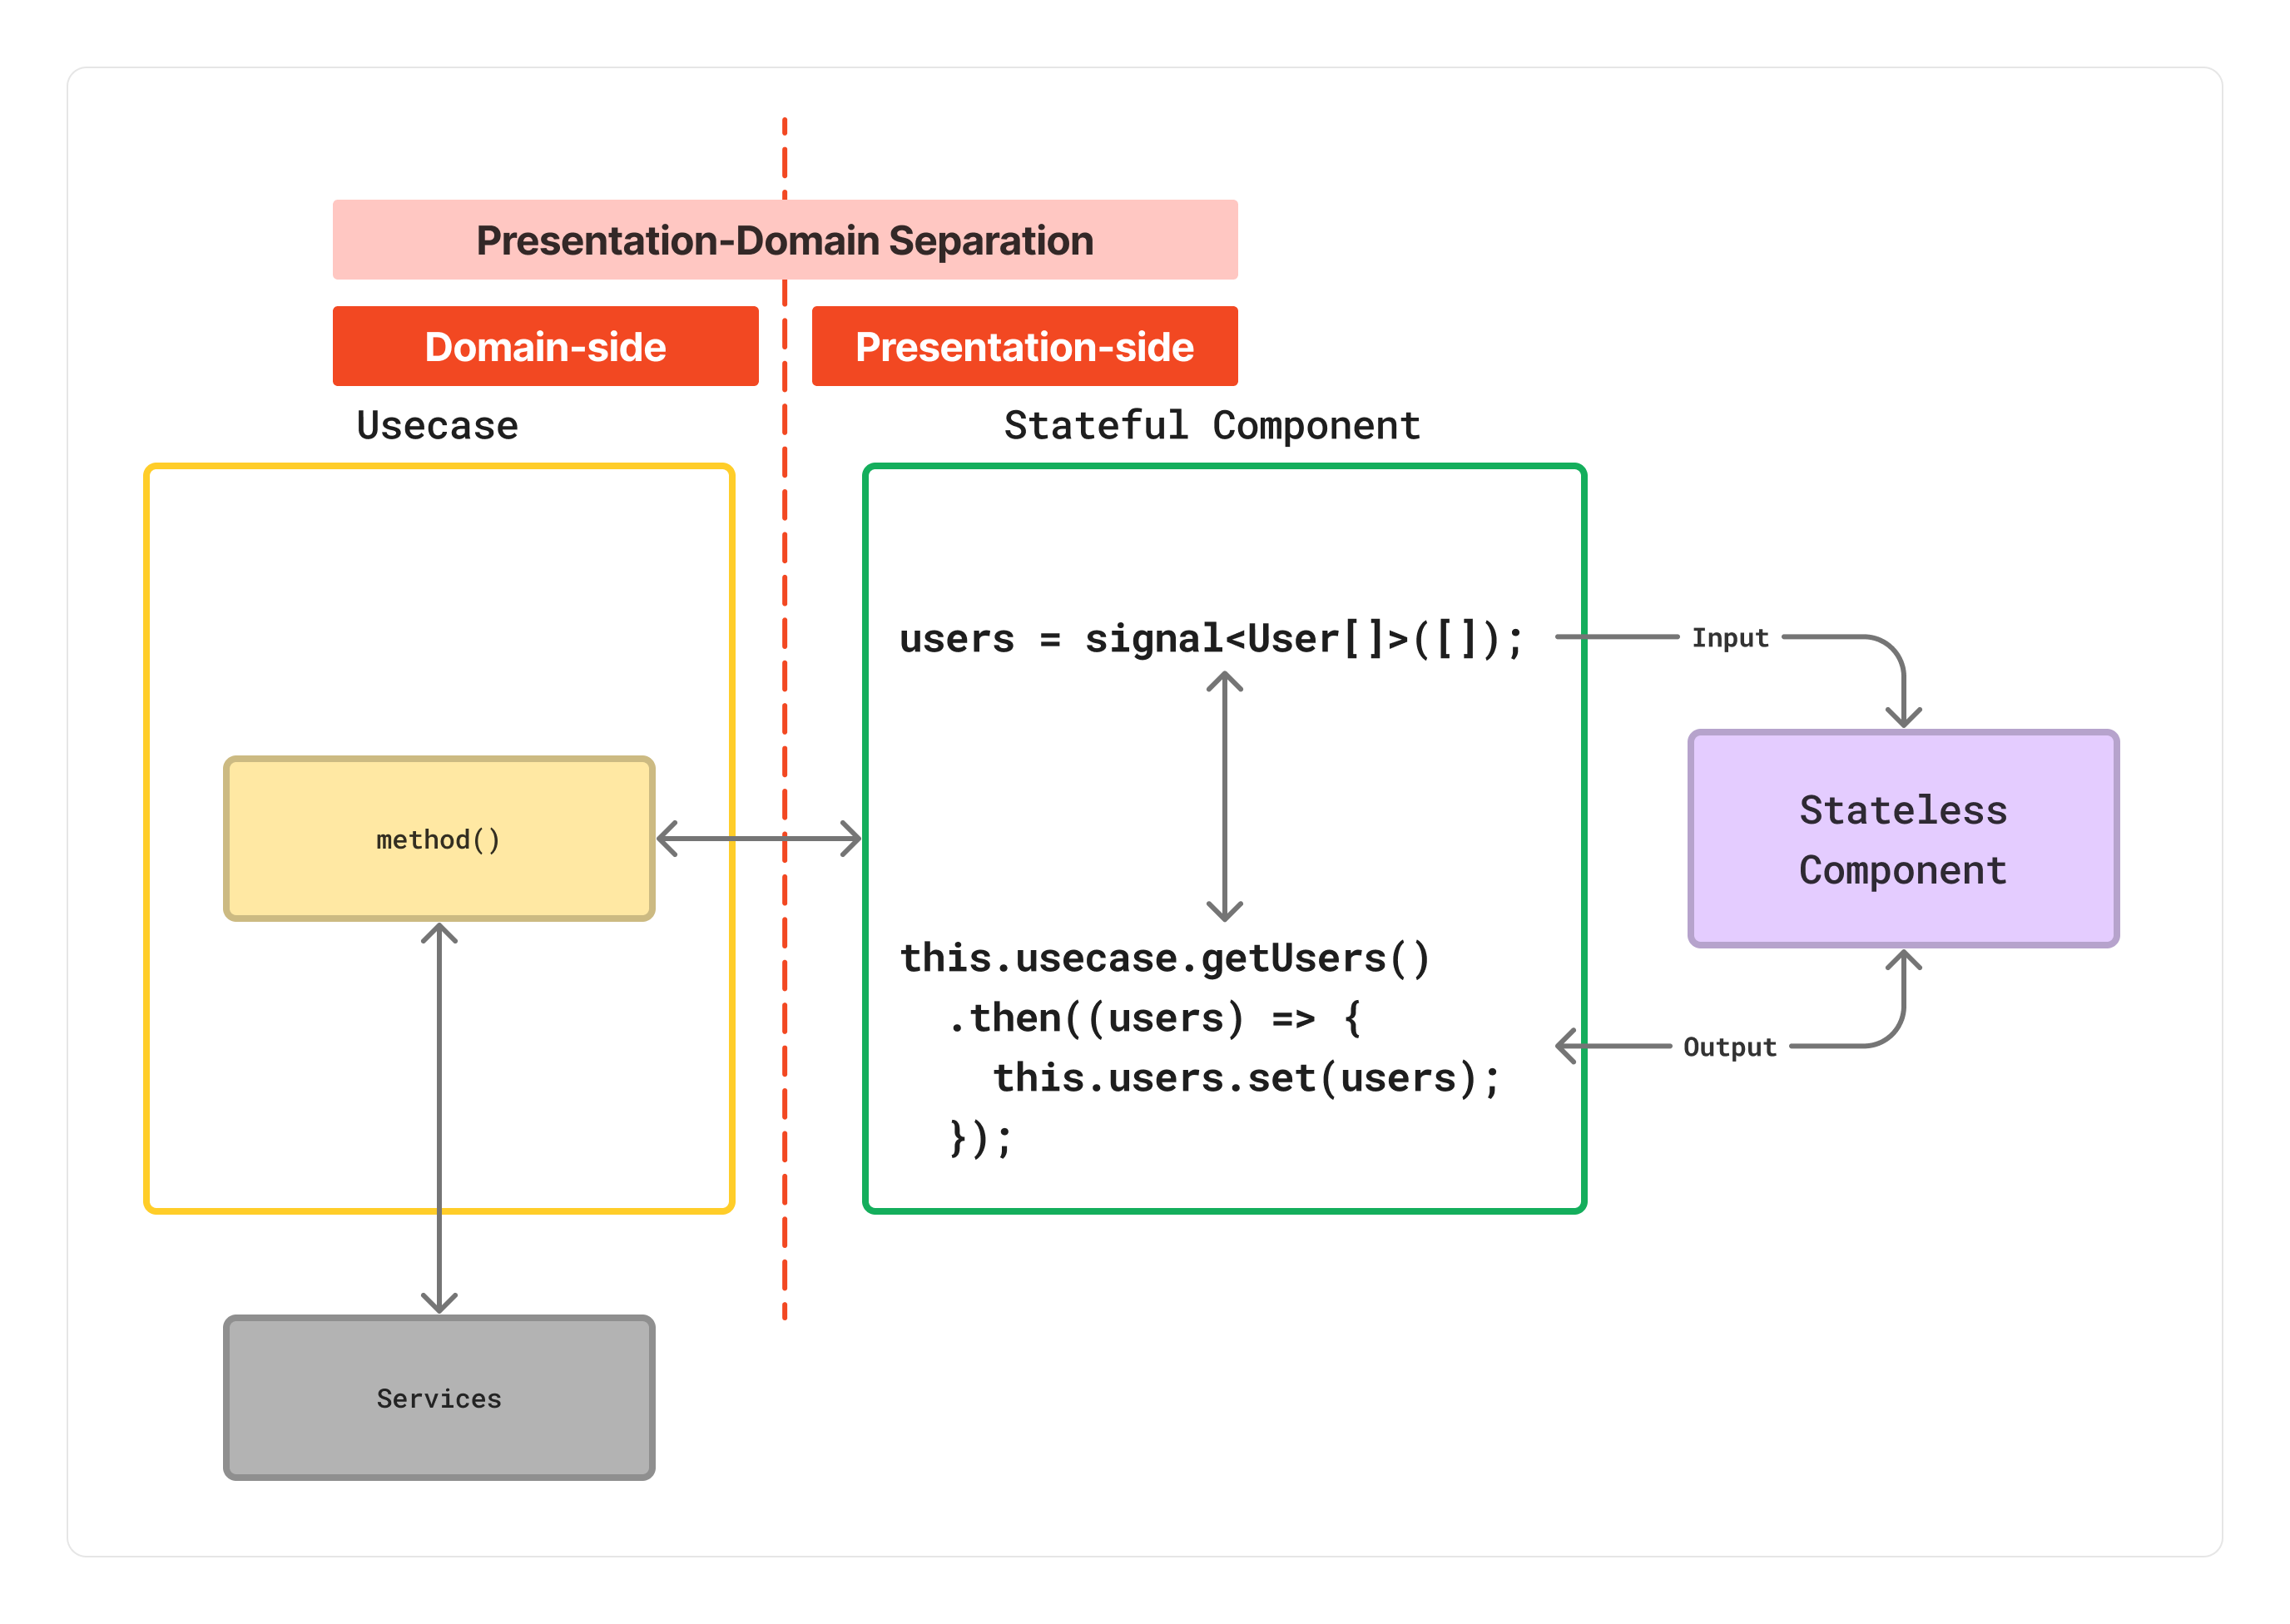 Presentation-Domain Separation
Domain-side
Presentation-side
Usecase
Stateful Component
users = signal<User[]>([]);
Input
method()
Stateless
Component
this.usecase.getUsers()
  .then((users) => {
    this.users.set(users);
  });
Output
Services